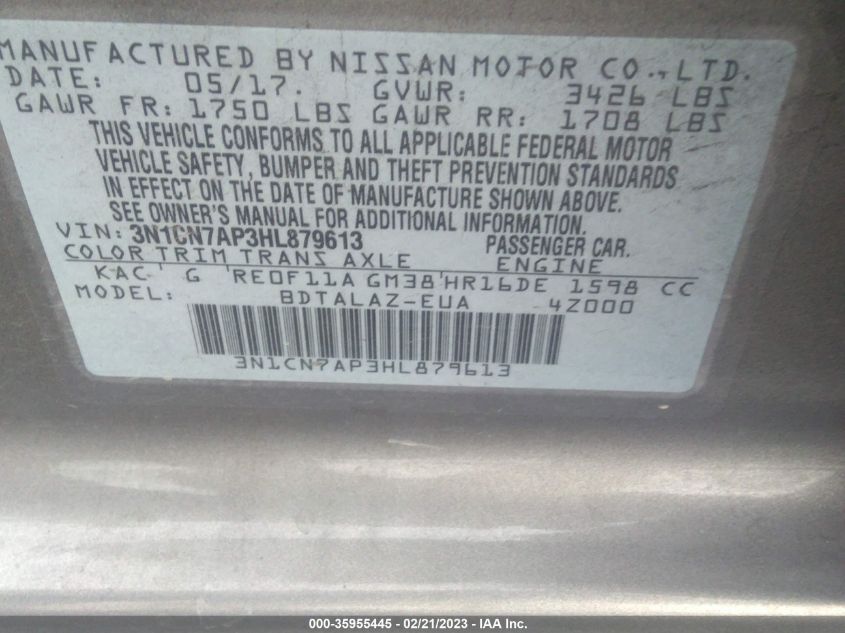 MANUFACTURED BY NISSAN MOTOR CO., LTD.
DATE: 05/17. GVWR: 3426 LBS
GAWR FR: 1750 LBS GAWR RR: 1708 LBS
THIS VEHICLE CONFORMS TO ALL APPLICABLE FEDERAL MOTOR
VEHICLE SAFETY, BUMPER AND THEFT PREVENTION STANDARDS
IN EFFECT ON THE DATE OF MANUFACTURE SHOWN ABOVE.
SEE OWNER'S MANUAL FOR ADDITIONAL INFORMATION.
VIN: 3N1CN7AP3HL879613 PASSENGER CAR.
COLOR TRIM TRANS AXLE ENGINE
KAC G RE0F11A GM38 HR16DE 1598 CC
MODEL: BDTALAZ-EUA 4Z000
3N1CN7AP3HL879613
000-35955445 - 02/21/2023 - IAA Inc.